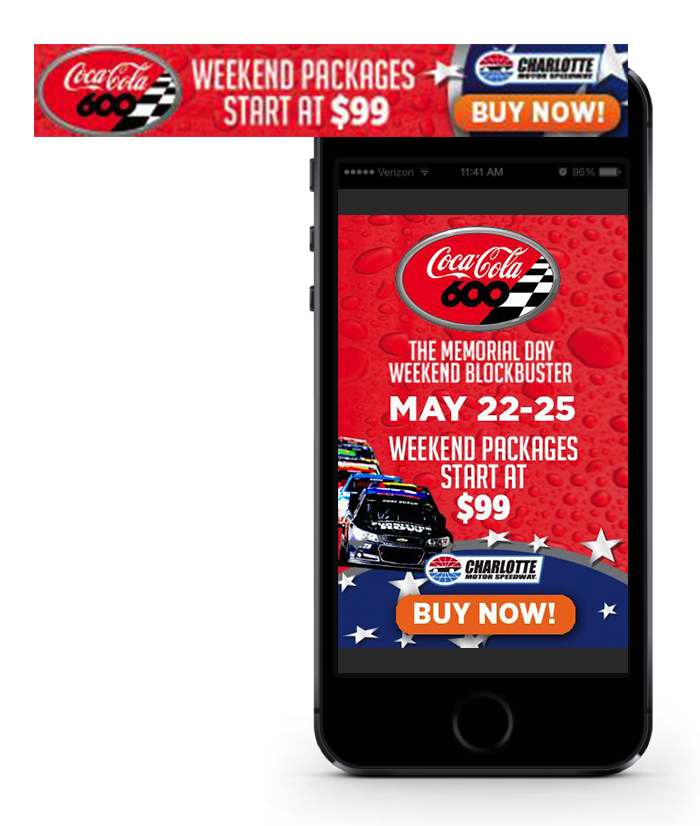 Coca-Cola
600
WEEKEND PACKAGES
START AT $99
CHARLOTTE
MOTOR SPEEDWAY
BUY NOW!
Verizon 11:41 AM 96%
Coca-Cola
600
THE MEMORIAL DAY
WEEKEND BLOCKBUSTER
MAY 22-25
WEEKEND PACKAGES
START AT
$99
KURT BUSCH
CHARLOTTE
MOTOR SPEEDWAY.
BUY NOW!